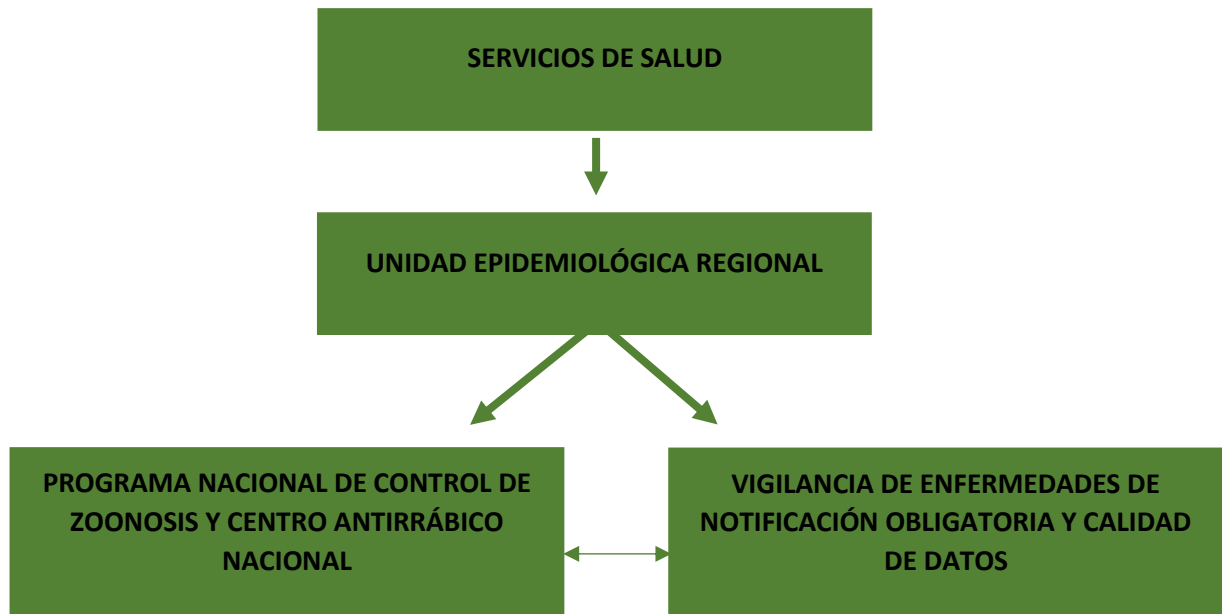 SERVICIOS DE SALUD
UNIDAD EPIDEMIOLÓGICA REGIONAL
PROGRAMA NACIONAL DE CONTROL DE
ZOONOSIS Y CENTRO ANTIRRÁBICO
NACIONAL
VIGILANCIA DE ENFERMEDADES DE
NOTIFICACIÓN OBLIGATORIA Y CALIDAD
DE DATOS